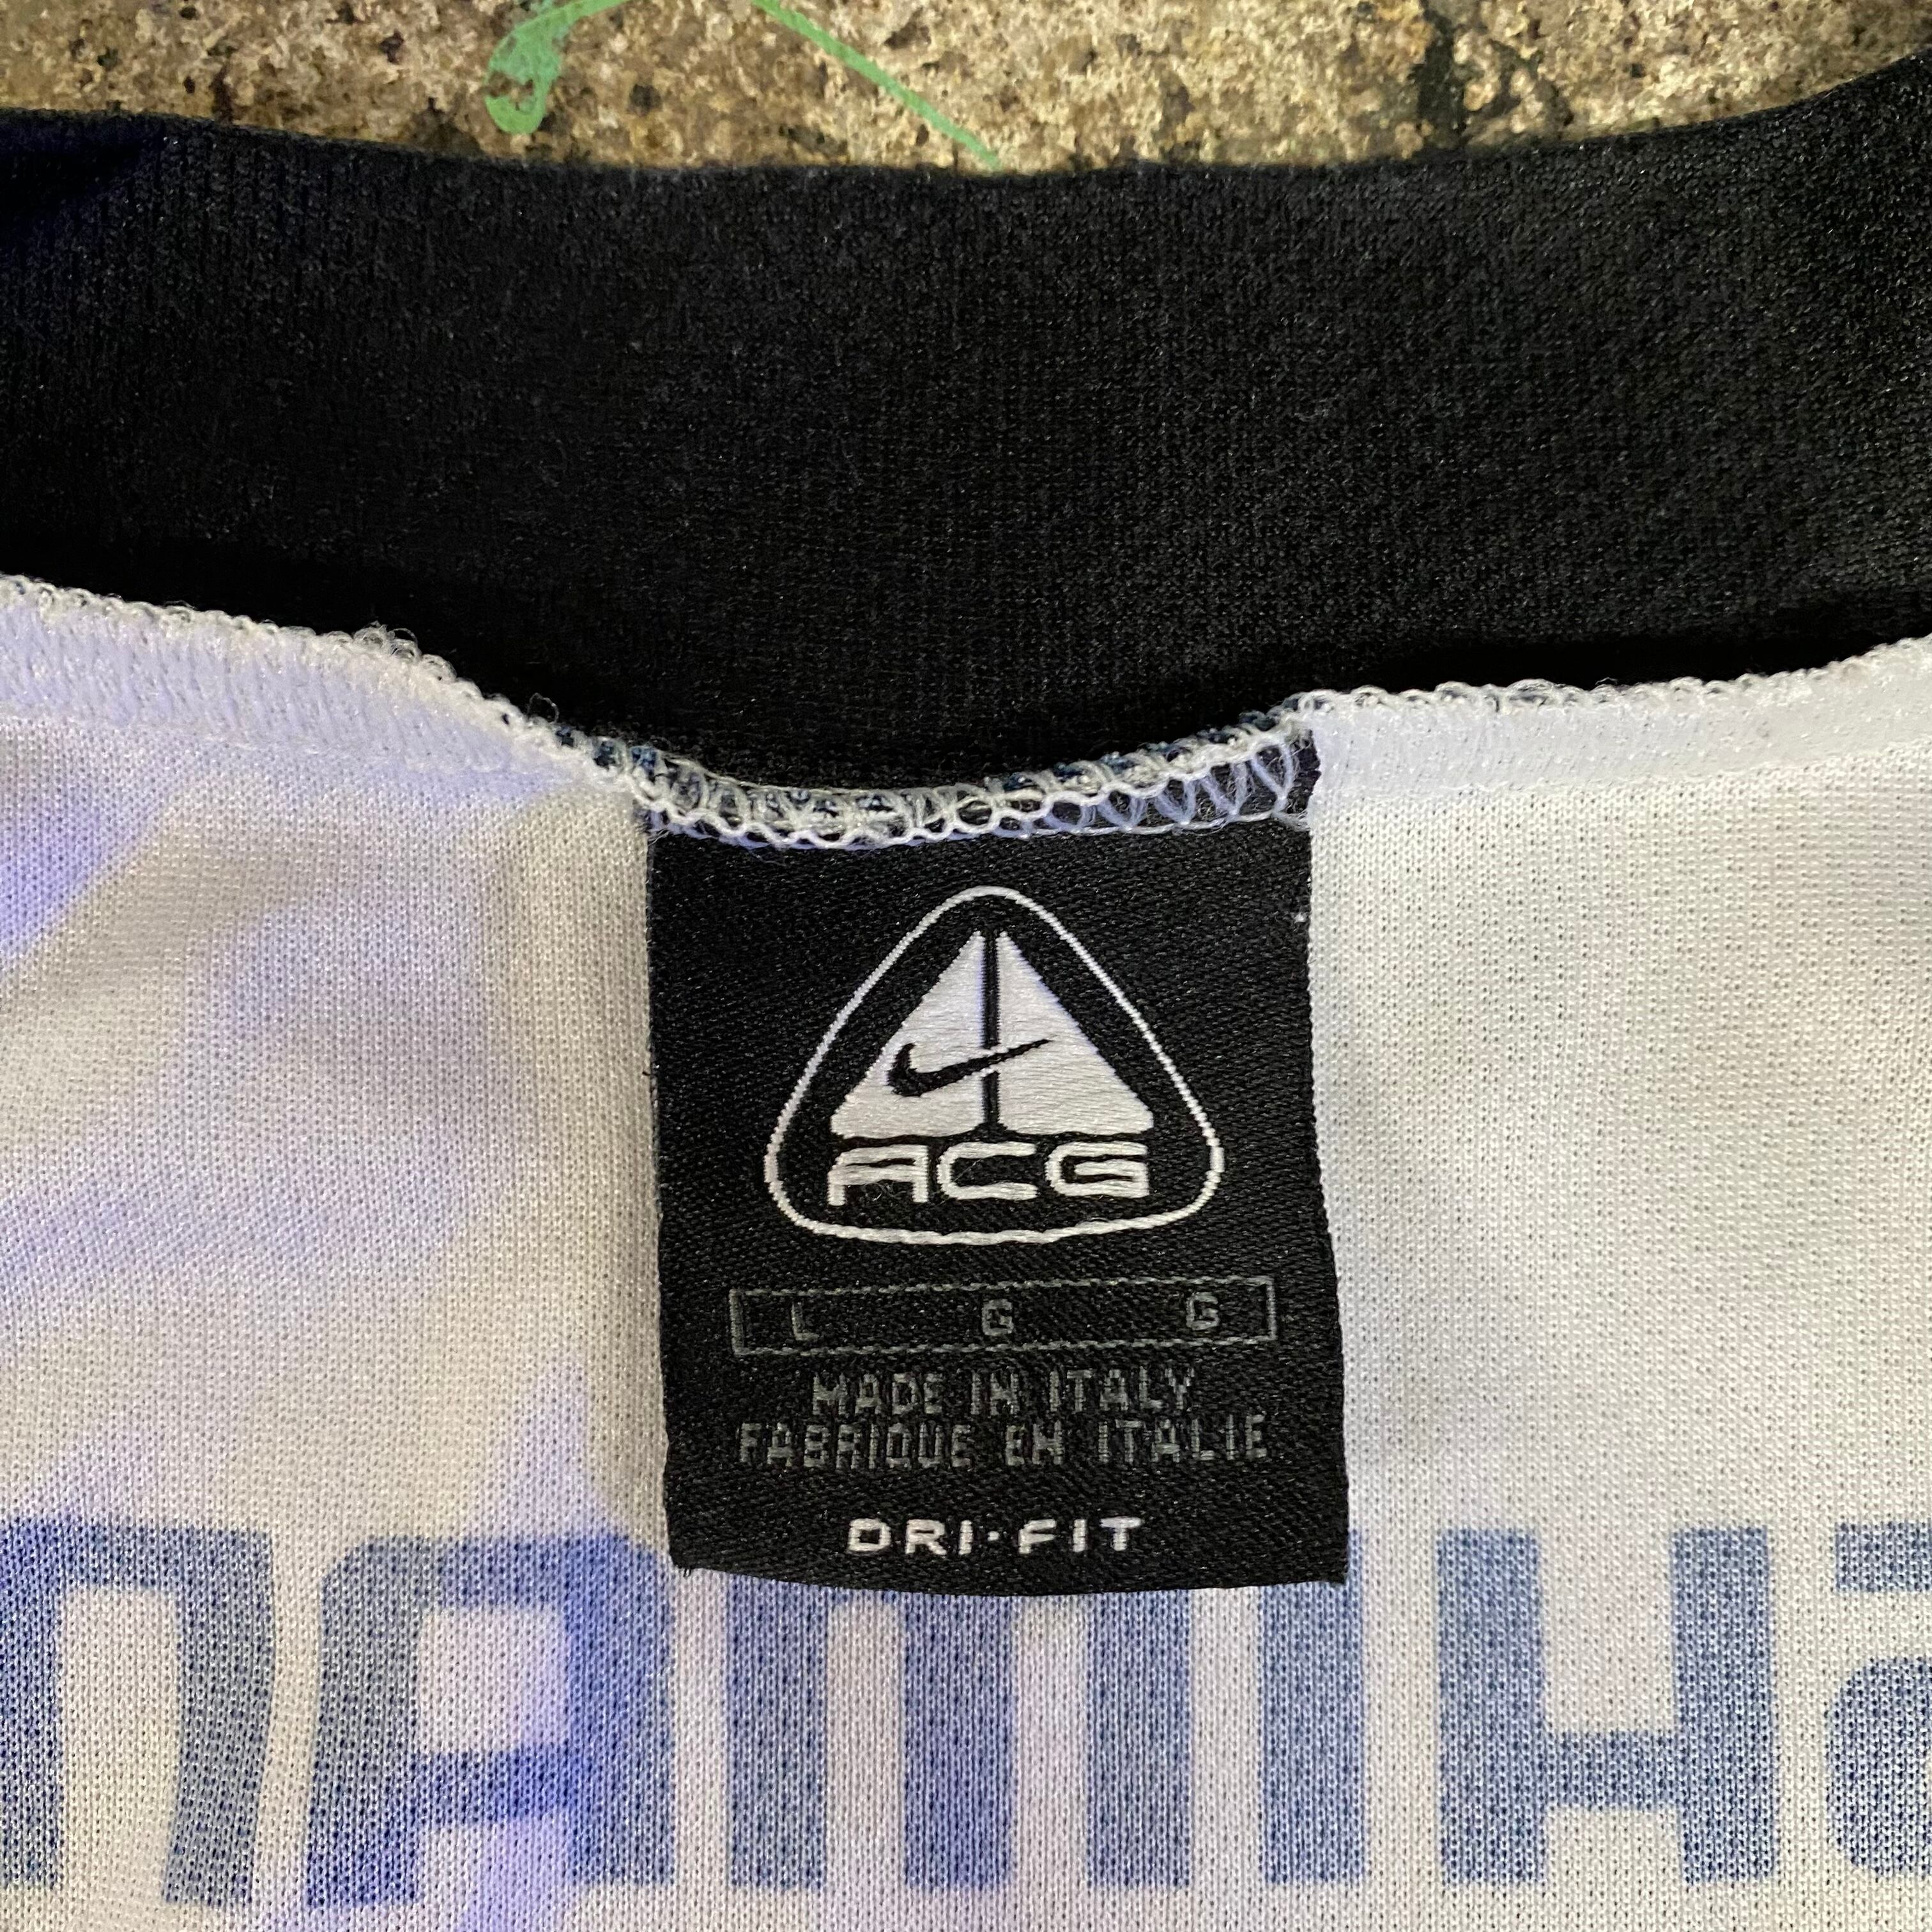 ACG
L G G
MADE IN ITALY
FABRIQUE EN ITALIE
DRI·FIT